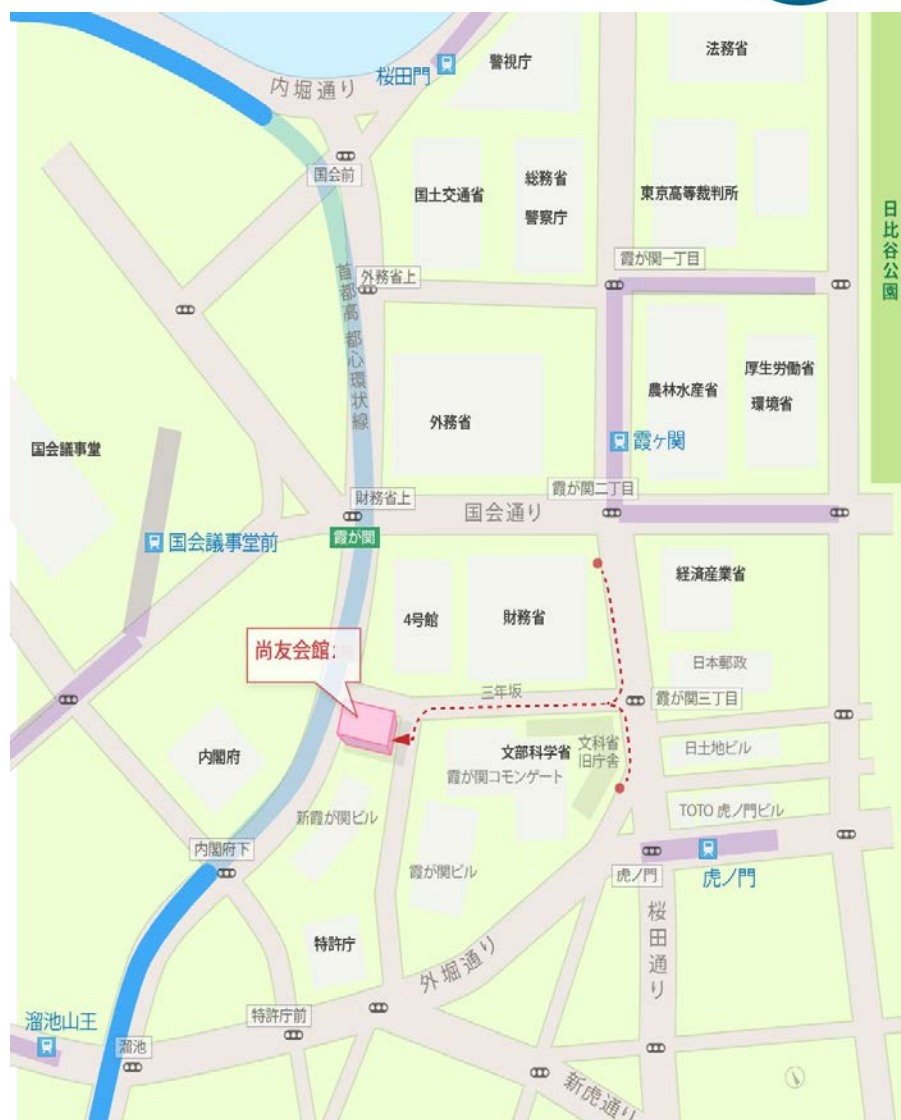 法務省
警視庁
桜田門
内堀通り
国会前
国土交通省
総務省
警察庁
東京高等裁判所
日比谷公園
霞が関一丁目
外務省上
首都高 都心環状線
厚生労働省
環境省
農林水産省
外務省
霞ケ関
国会議事堂
霞が関二丁目
財務省上
国会通り
霞が関
国会議事堂前
経済産業省
4号館
財務省
尚友会館
日本郵政
三年坂
霞が関三丁目
文部科学省
文科省
旧庁舎
日土地ビル
内閣府
霞が関コモンゲート
新霞が関ビル
TOTO 虎ノ門ビル
内閣府下
霞が関ビル
虎ノ門
虎ノ門
桜田通り
特許庁
外堀通り
特許庁前
溜池山王
溜池
新虎通り